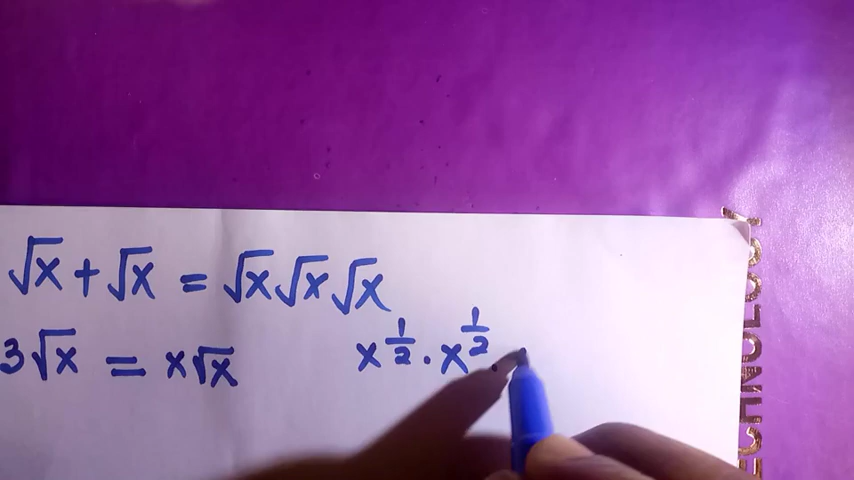 √x + √x = √x √x √x
3√x = x√x
x^(1/2) · x^(1/2)